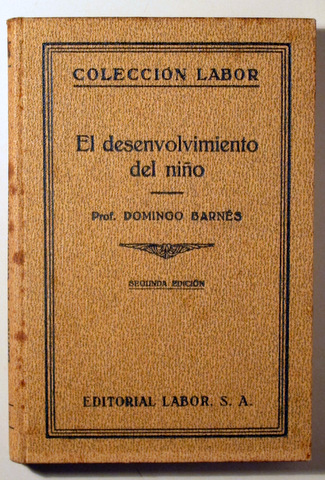 COLECCIÓN LABOR
El desenvolvimiento
del niño
Prof. DOMINGO BARNÉS
SEGUNDA EDICIÓN
EDITORIAL LABOR, S. A.